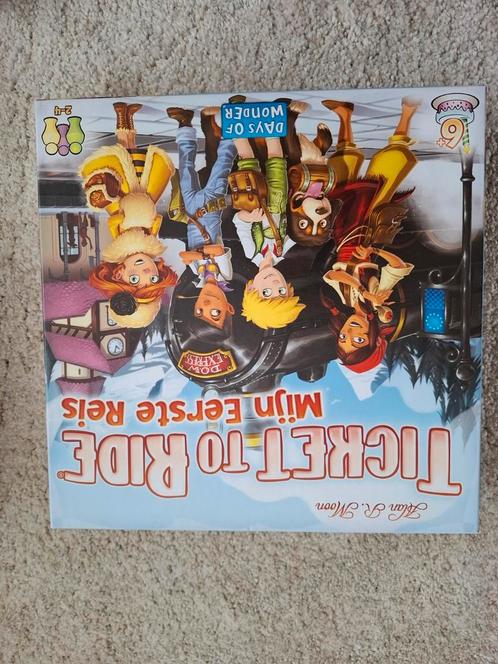 Alan R. Moon
TICKET TO RIDE®
Mijn Eerste Reis
DOW
EXPRESS
6+
DAYS OF
WONDER
2-4